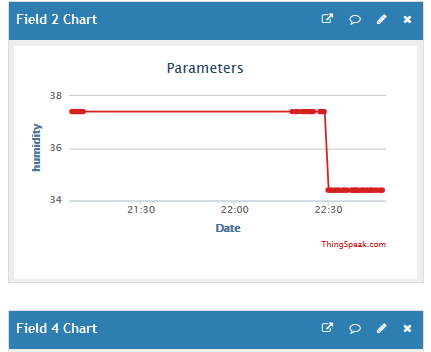 Field 2 Chart
Parameters
38
36
34
humidity
21:30 22:00 22:30
Date
ThingSpeak.com
Field 4 Chart